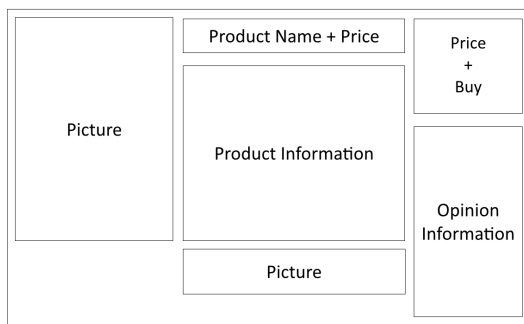 Picture
Product Name + Price
Product Information
Picture
Price
+
Buy
Opinion
Information